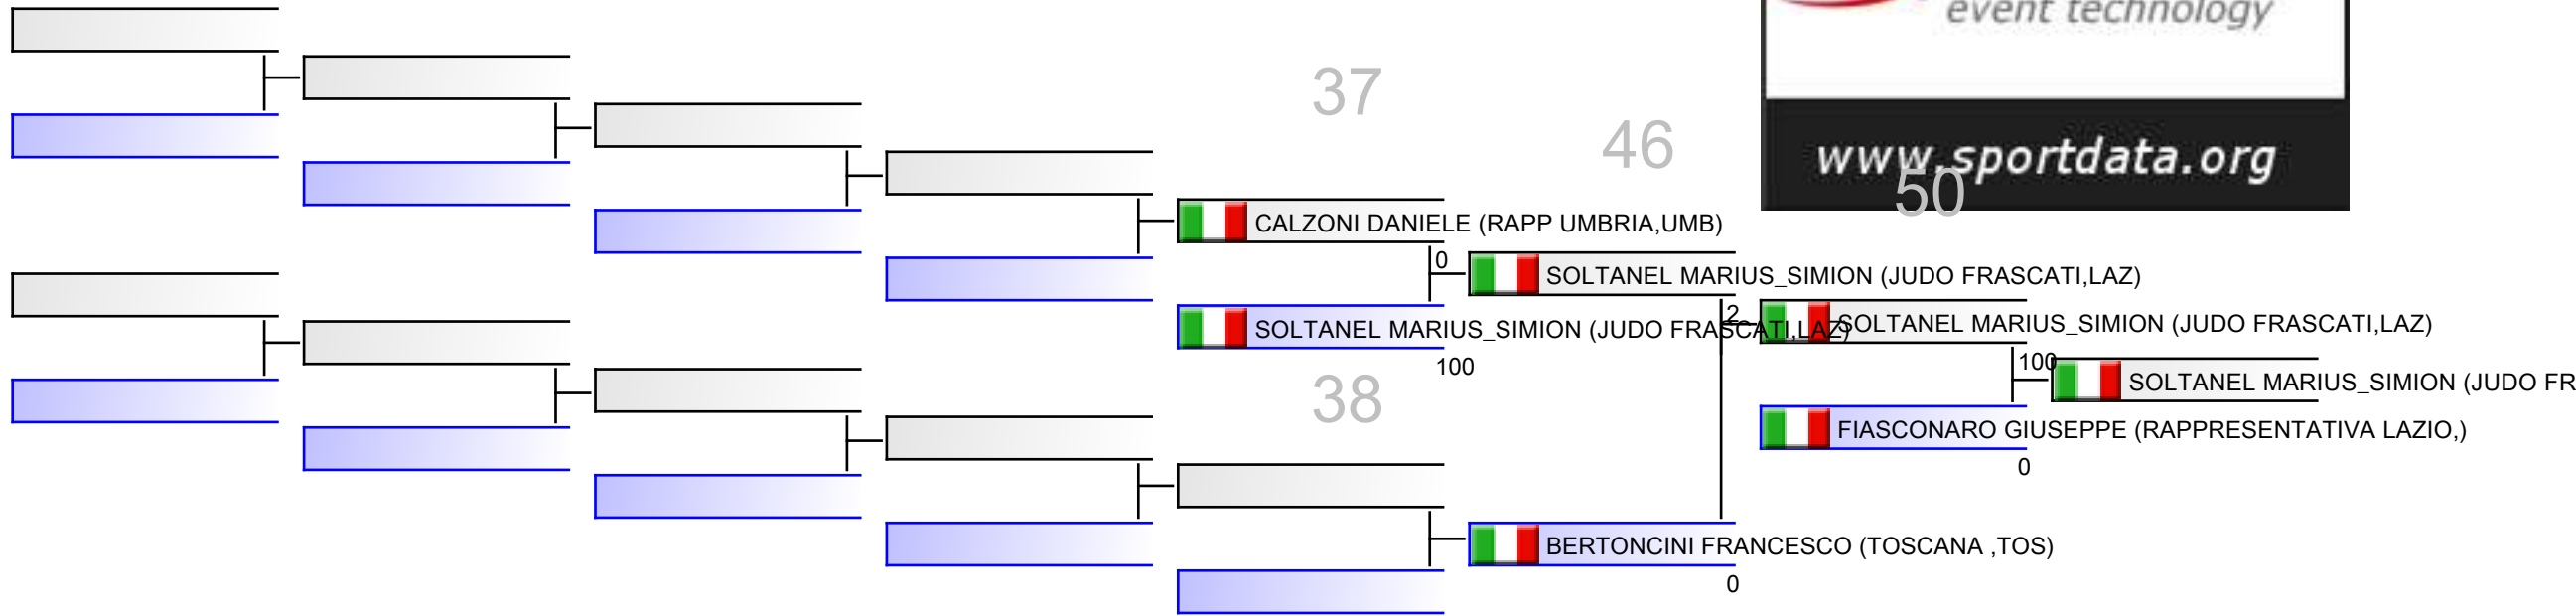 event technology
37
46
www.sportdata.org
50
CALZONI DANIELE (RAPP UMBRIA,UMB)
0
SOLTANEL MARIUS_SIMION (JUDO FRASCATI,LAZ)
2
SOLTANEL MARIUS_SIMION (JUDO FRASCATI,LAZ)
SOLTANEL MARIUS_SIMION (JUDO FRASCATI,LAZ)
100
100
SOLTANEL MARIUS_SIMION (JUDO FR
38
FIASCONARO GIUSEPPE (RAPPRESENTATIVA LAZIO,)
0
BERTONCINI FRANCESCO (TOSCANA ,TOS)
0